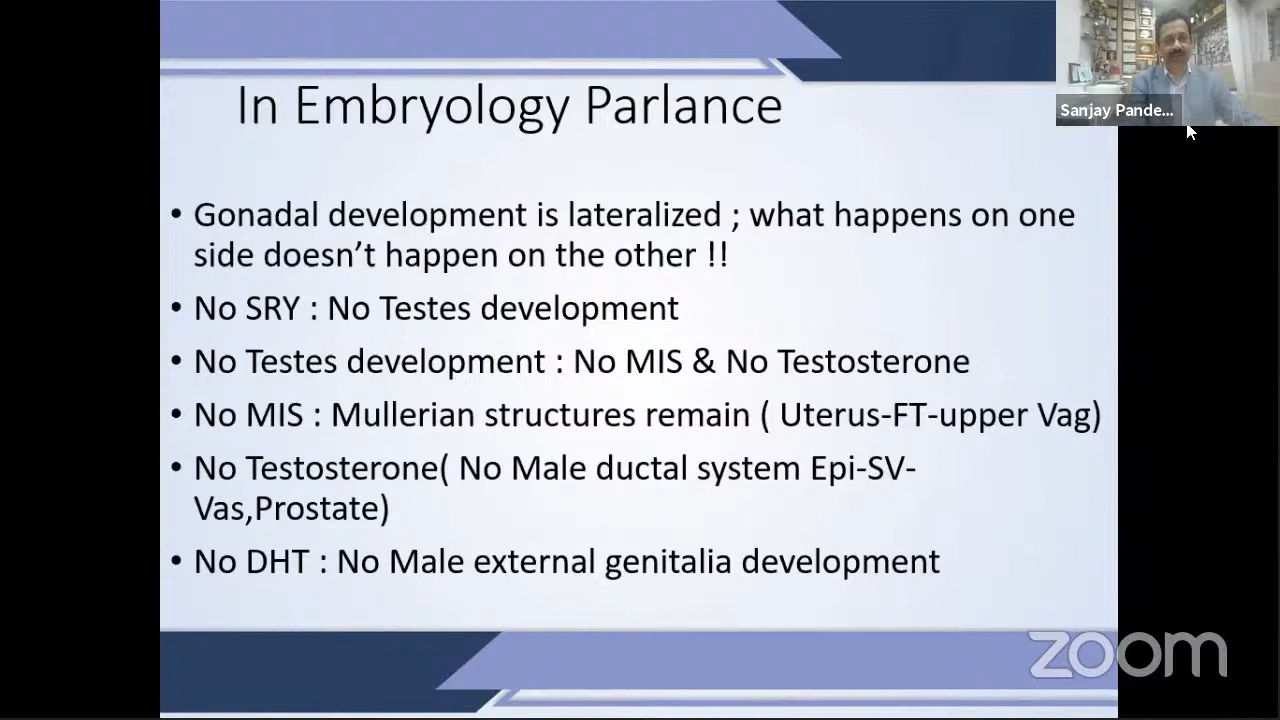 In Embryology Parlance
Sanjay Pande...
• Gonadal development is lateralized ; what happens on one
side doesn’t happen on the other !!
• No SRY : No Testes development
• No Testes development : No MIS & No Testosterone
• No MIS : Mullerian structures remain ( Uterus-FT-upper Vag)
• No Testosterone( No Male ductal system Epi-SV-
Vas,Prostate)
• No DHT : No Male external genitalia development
zoom